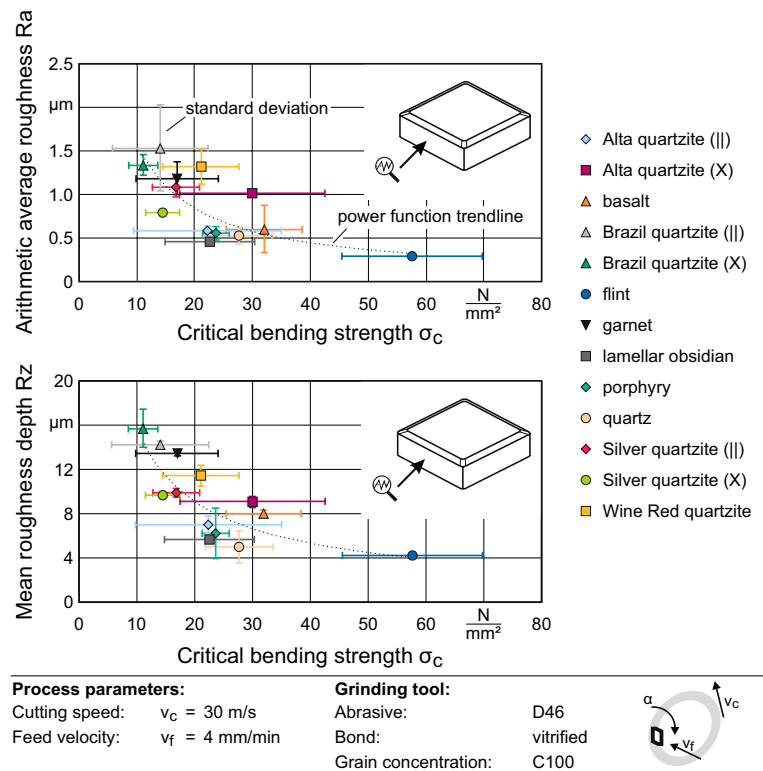 Arithmetic average roughness Ra
2.5
µm
1.5
1.0
0.5
0
standard deviation
power function trendline
0 10 20 30 40 50 60 N/mm² 80
Critical bending strength σc
Mean roughness depth Rz
20
µm
12
8
4
0
0 10 20 30 40 50 60 N/mm² 80
Critical bending strength σc
Alta quartzite (||)
Alta quartzite (X)
basalt
Brazil quartzite (||)
Brazil quartzite (X)
flint
garnet
lamellar obsidian
porphyry
quartz
Silver quartzite (||)
Silver quartzite (X)
Wine Red quartzite
Process parameters:
Cutting speed: vc = 30 m/s
Feed velocity: vf = 4 mm/min
Grinding tool:
Abrasive: D46
Bond: vitrified
Grain concentration: C100
α
vc
vf